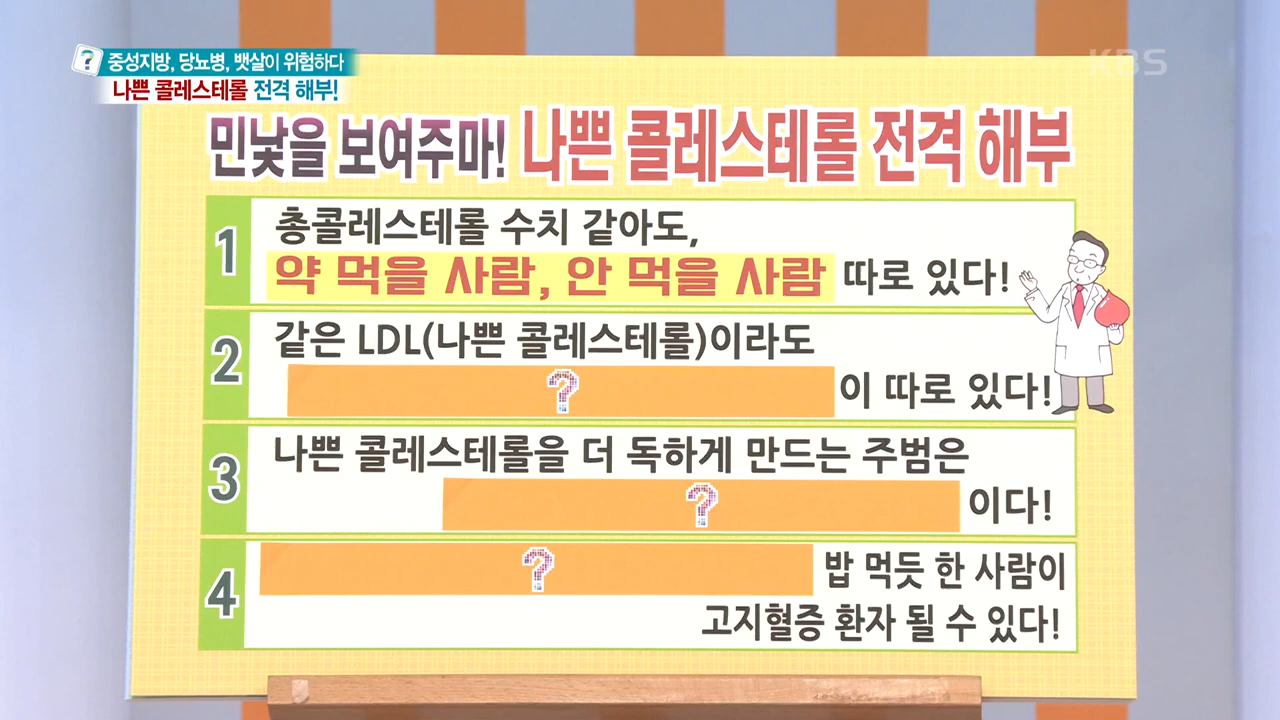 중성지방, 당뇨병, 뱃살이 위험하다
나쁜 콜레스테롤 전격 해부!
KBS
민낯을 보여주마! 나쁜 콜레스테롤 전격 해부
1
총콜레스테롤 수치 같아도,
약 먹을 사람, 안 먹을 사람 따로 있다!
2
같은 LDL(나쁜 콜레스테롤)이라도
? 이 따로 있다!
3
나쁜 콜레스테롤을 더 독하게 만드는 주범은
? 이다!
4
? 밥 먹듯 한 사람이
고지혈증 환자 될 수 있다!